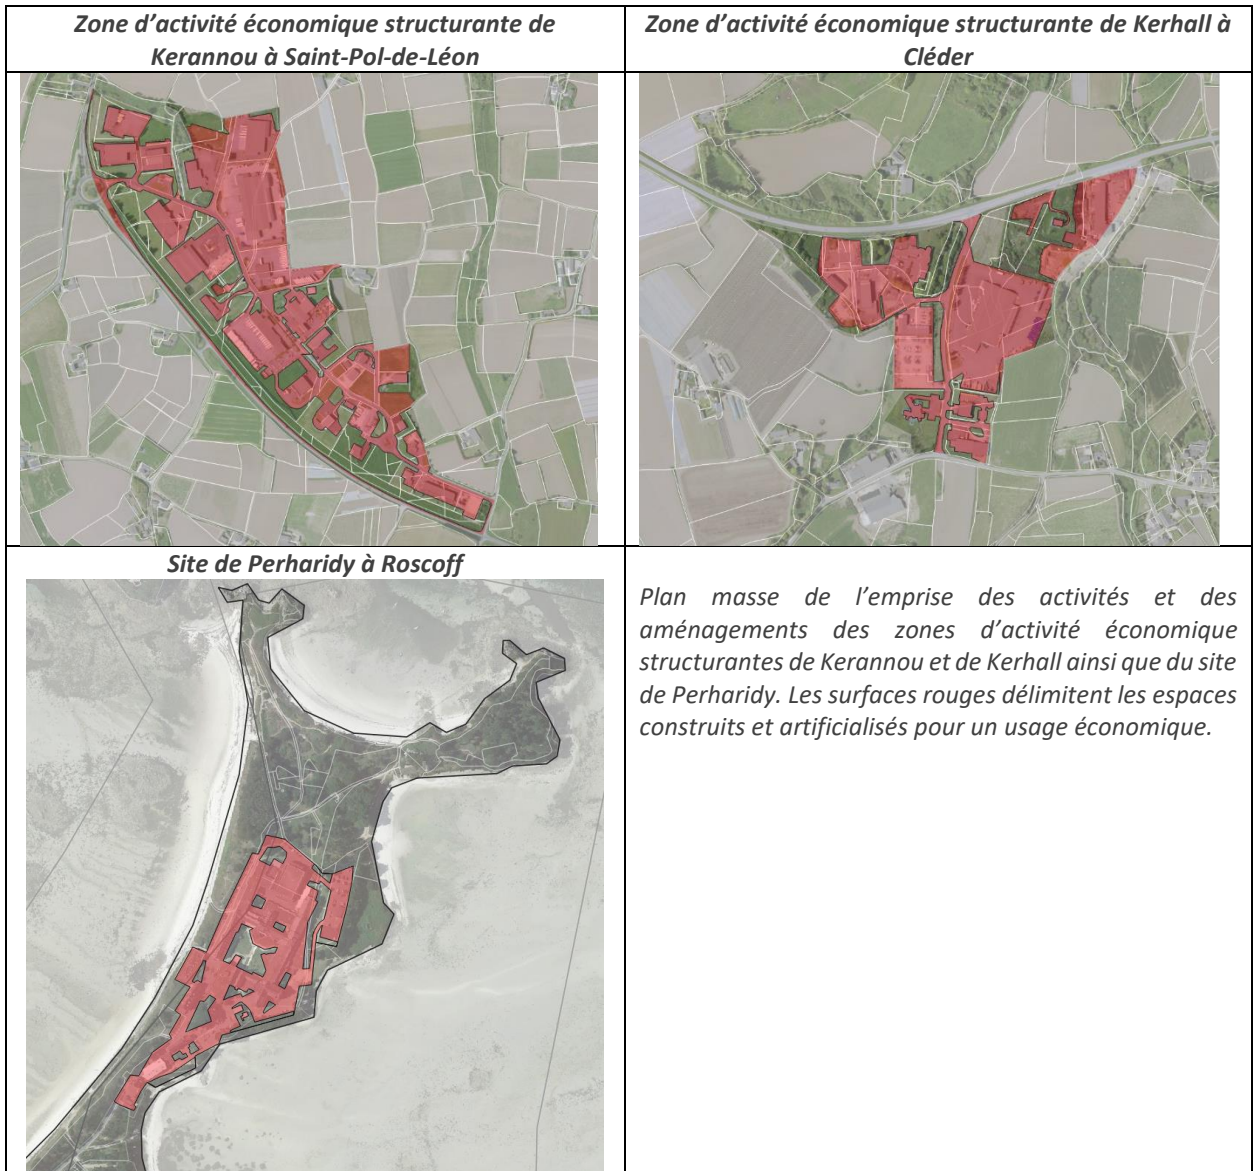 Zone d’activité économique structurante de
Kerannou à Saint-Pol-de-Léon
Zone d’activité économique structurante de Kerhall à
Cléder
Site de Perharidy à Roscoff
Plan masse de l’emprise des activités et des
aménagements des zones d’activité économique
structurantes de Kerannou et de Kerhall ainsi que du site
de Perharidy. Les surfaces rouges délimitent les espaces
construits et artificialisés pour un usage économique.